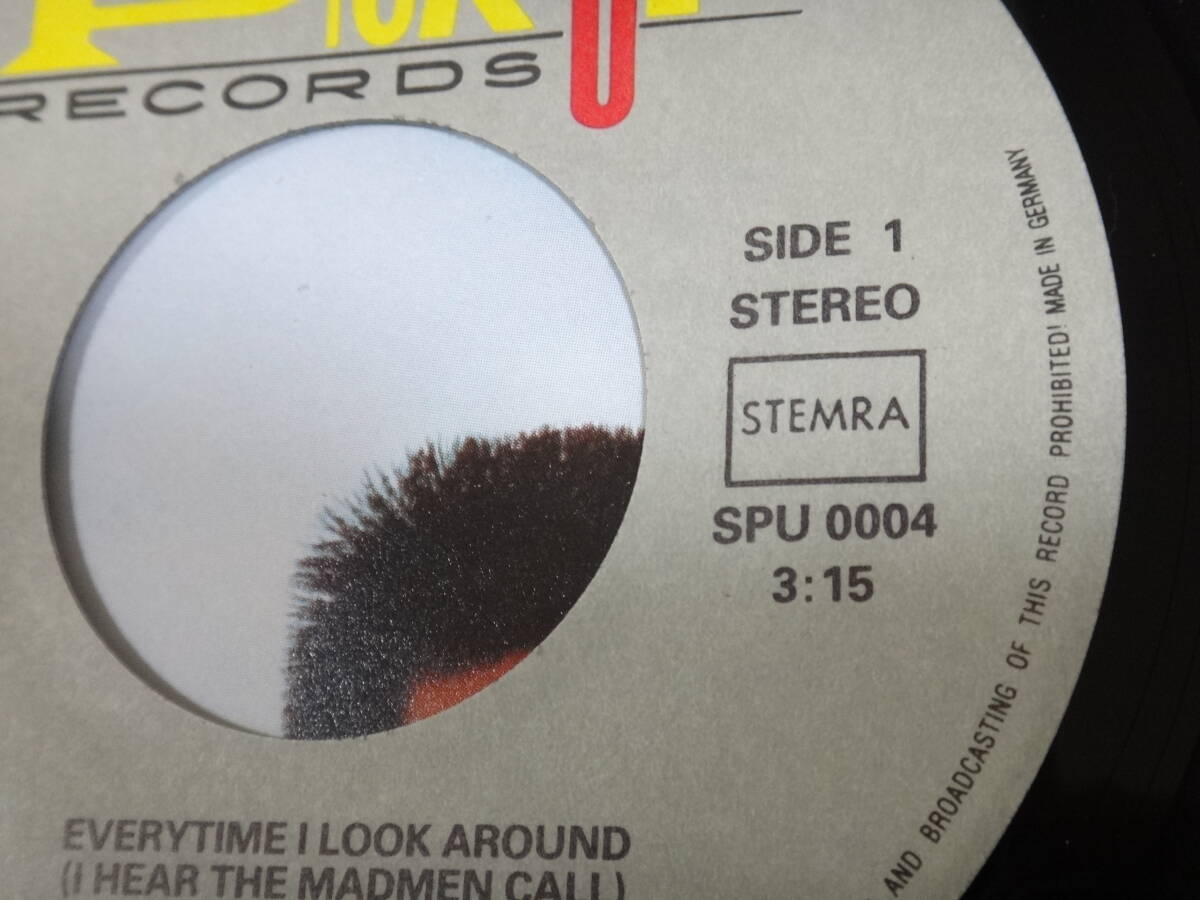 RECORDS
SIDE 1
STEREO
STEMRA
SPU 0004
3:15
EVERYTIME I LOOK AROUND
(I HEAR THE MADMEN CALL)
AND BROADCASTING OF THIS RECORD PROHIBITED! MADE IN GERMANY